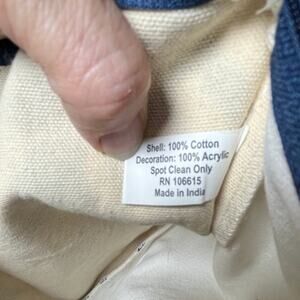 Shell: 100% Cotton
Decoration: 100% Acrylic
Spot Clean Only
RN 106615
Made in India